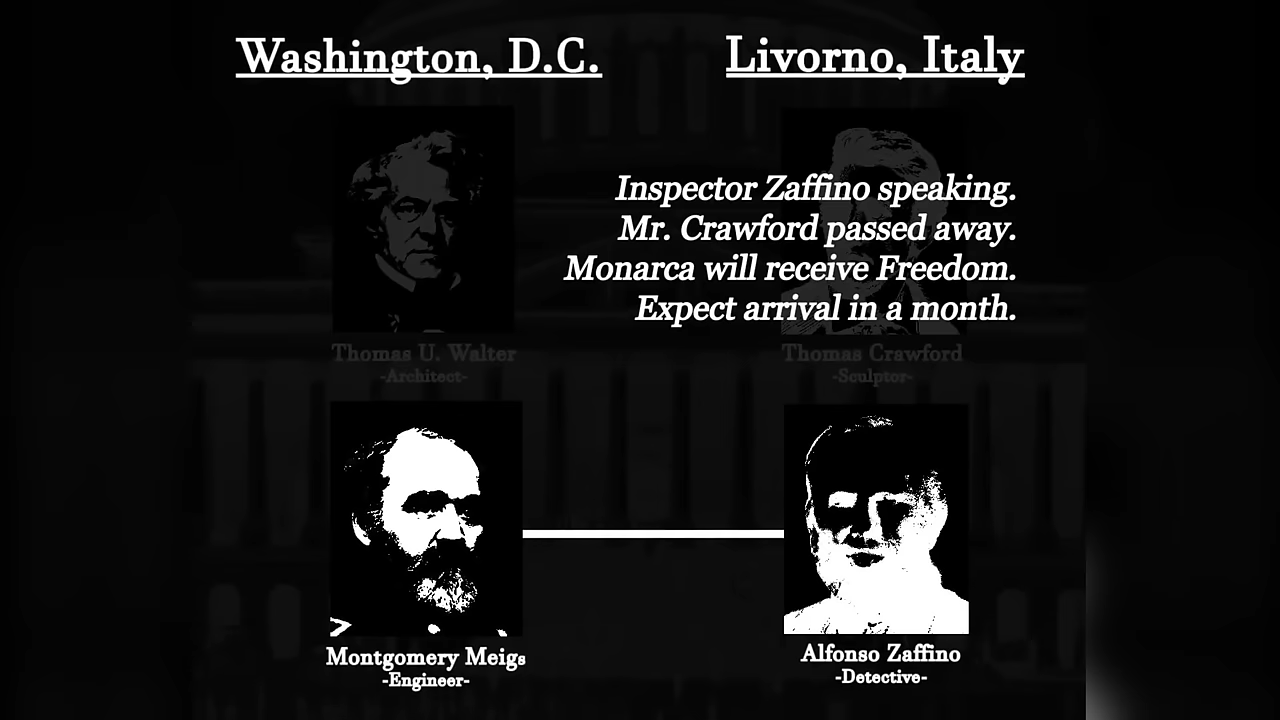 Washington, D.C.
Livorno, Italy
Inspector Zaffino speaking.
Mr. Crawford passed away.
Monarca will receive Freedom.
Expect arrival in a month.
Thomas U. Walter
-Architect-
Thomas Crawford
-Sculptor-
Montgomery Meigs
-Engineer-
Alfonso Zaffino
-Detective-